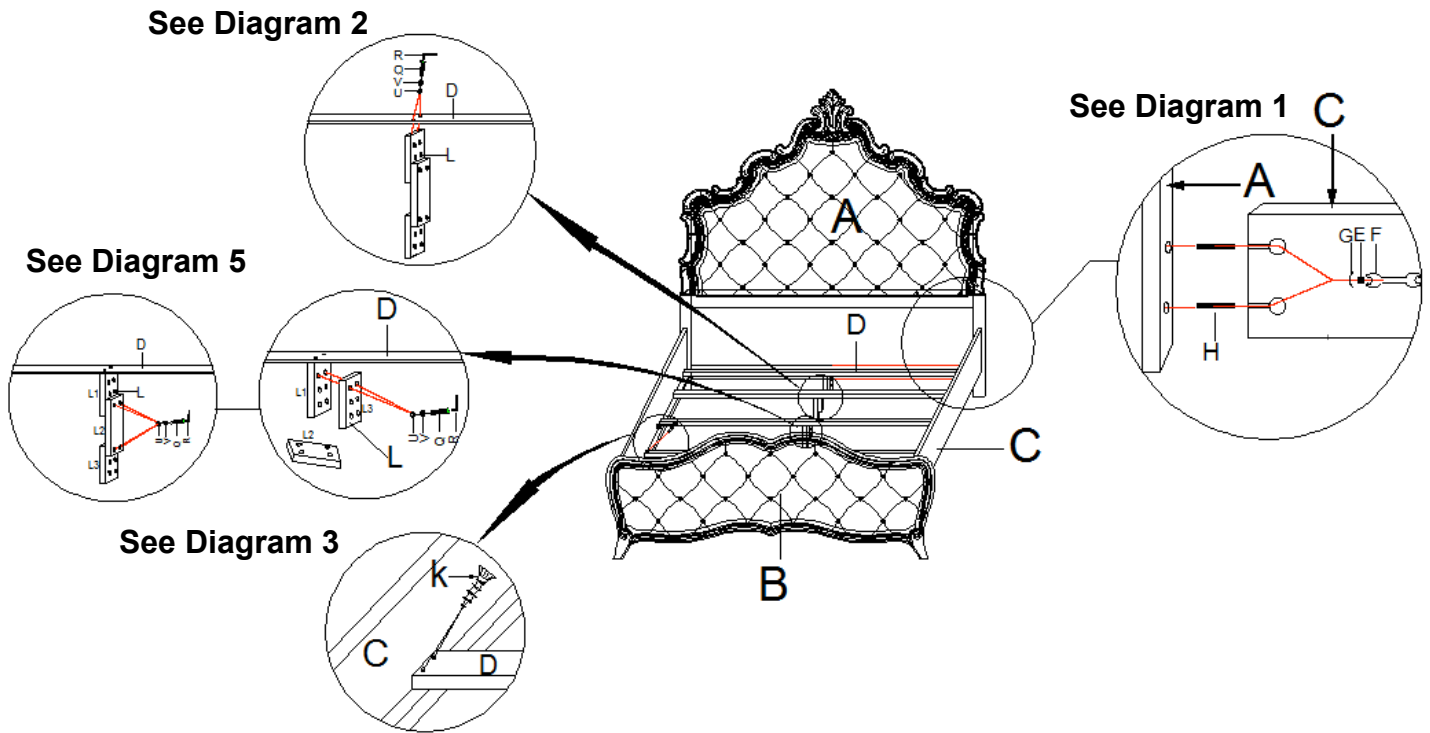 See Diagram 2
R
Q
V
U
D
L
See Diagram 1
C
A
G E F
H
A
D
C
B
See Diagram 5
D
L1
L
L2
L3
U
V
Q
R
D
L1
L3
L2
L
U
V
Q
R
See Diagram 3
k
C
D